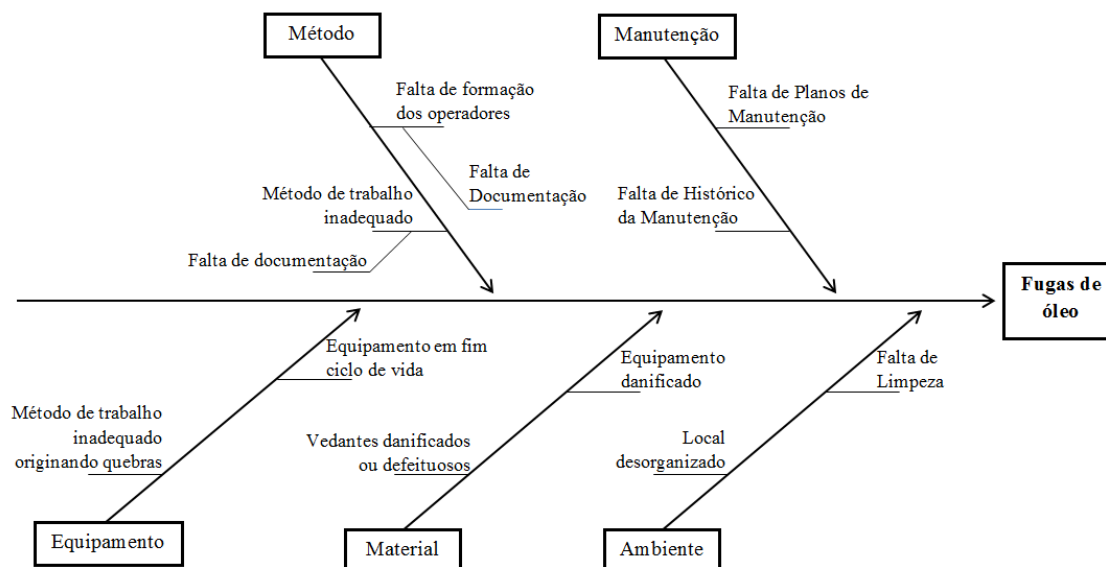 Método
Manutenção
Falta de formação
dos operadores
Falta de Planos de
Manutenção
Falta de
Documentação
Método de trabalho
inadequado
Falta de Histórico
da Manutenção
Falta de documentação
Fugas de
óleo
Equipamento em fim
ciclo de vida
Equipamento
danificado
Falta de
Limpeza
Método de trabalho
inadequado
originando quebras
Vedantes danificados
ou defeituosos
Local
desorganizado
Equipamento
Material
Ambiente